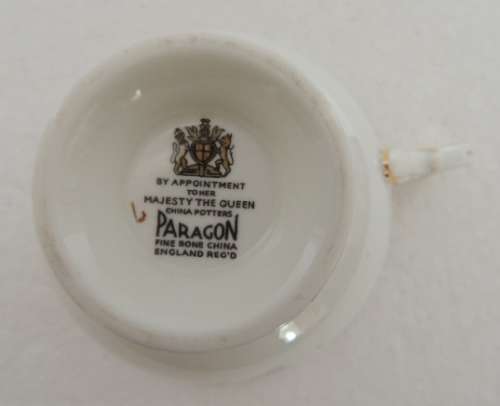 BY APPOINTMENT
TO HER
MAJESTY THE QUEEN
CHINA POTTERS
PARAGON
FINE BONE CHINA
ENGLAND REG'D